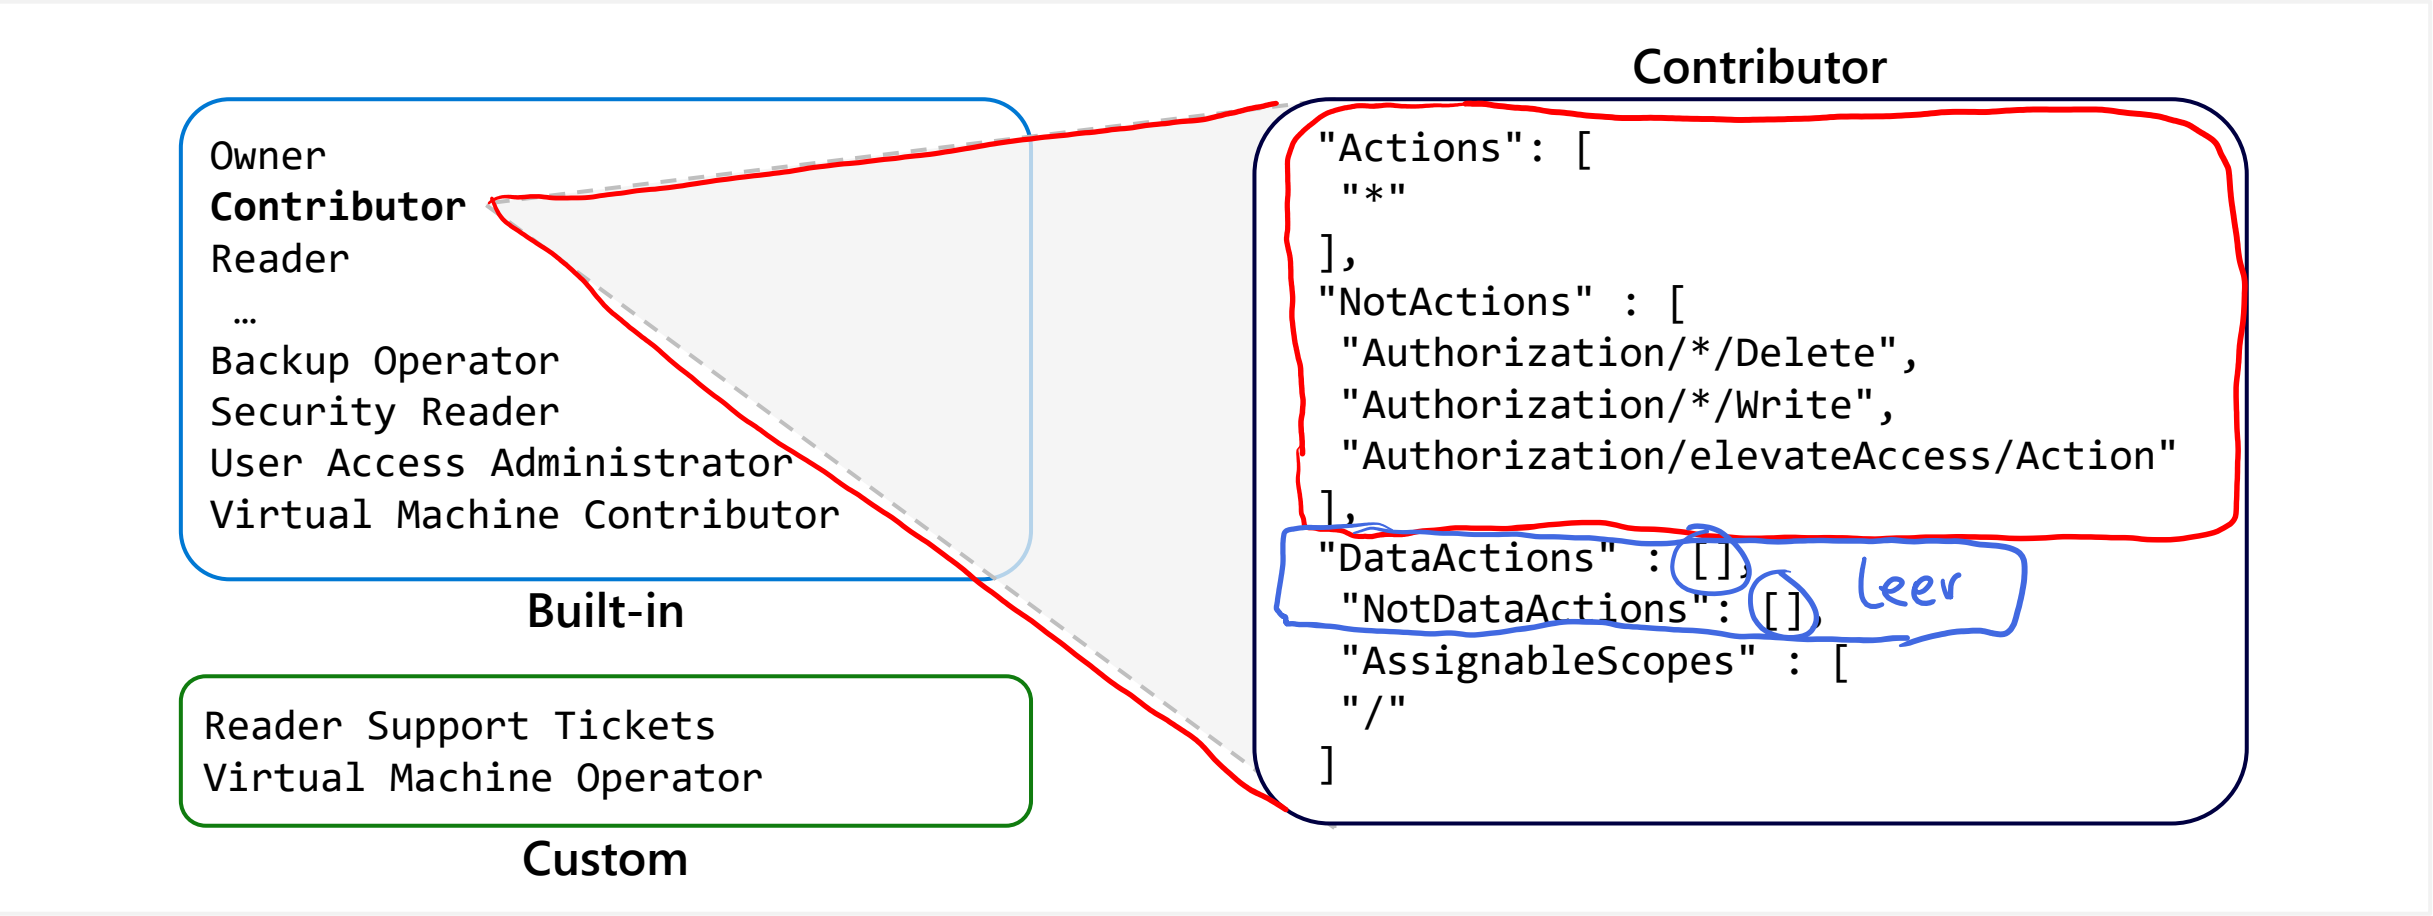 Owner
Contributor
Reader
…
Backup Operator
Security Reader
User Access Administrator
Virtual Machine Contributor
Built-in
Reader Support Tickets
Virtual Machine Operator
Custom
Contributor
"Actions": [
"*"
],
"NotActions" : [
"Authorization/*/Delete",
"Authorization/*/Write",
"Authorization/elevateAccess/Action"
],
"DataActions" : [],
"NotDataActions": [],
leer
"AssignableScopes" : [
"/"
]